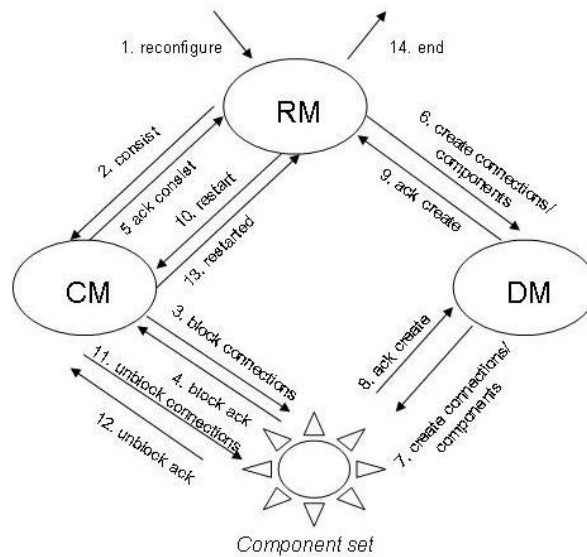 1. reconfigure
14. end
RM
2. consist
5 ack consist
10. restart
13. restarted
6. create connections/
components
9. ack create
CM
DM
3. block connections
4. block ack
11. unblock connections
12. unblock ack
8. ack create
7. create connections/
components
Component set